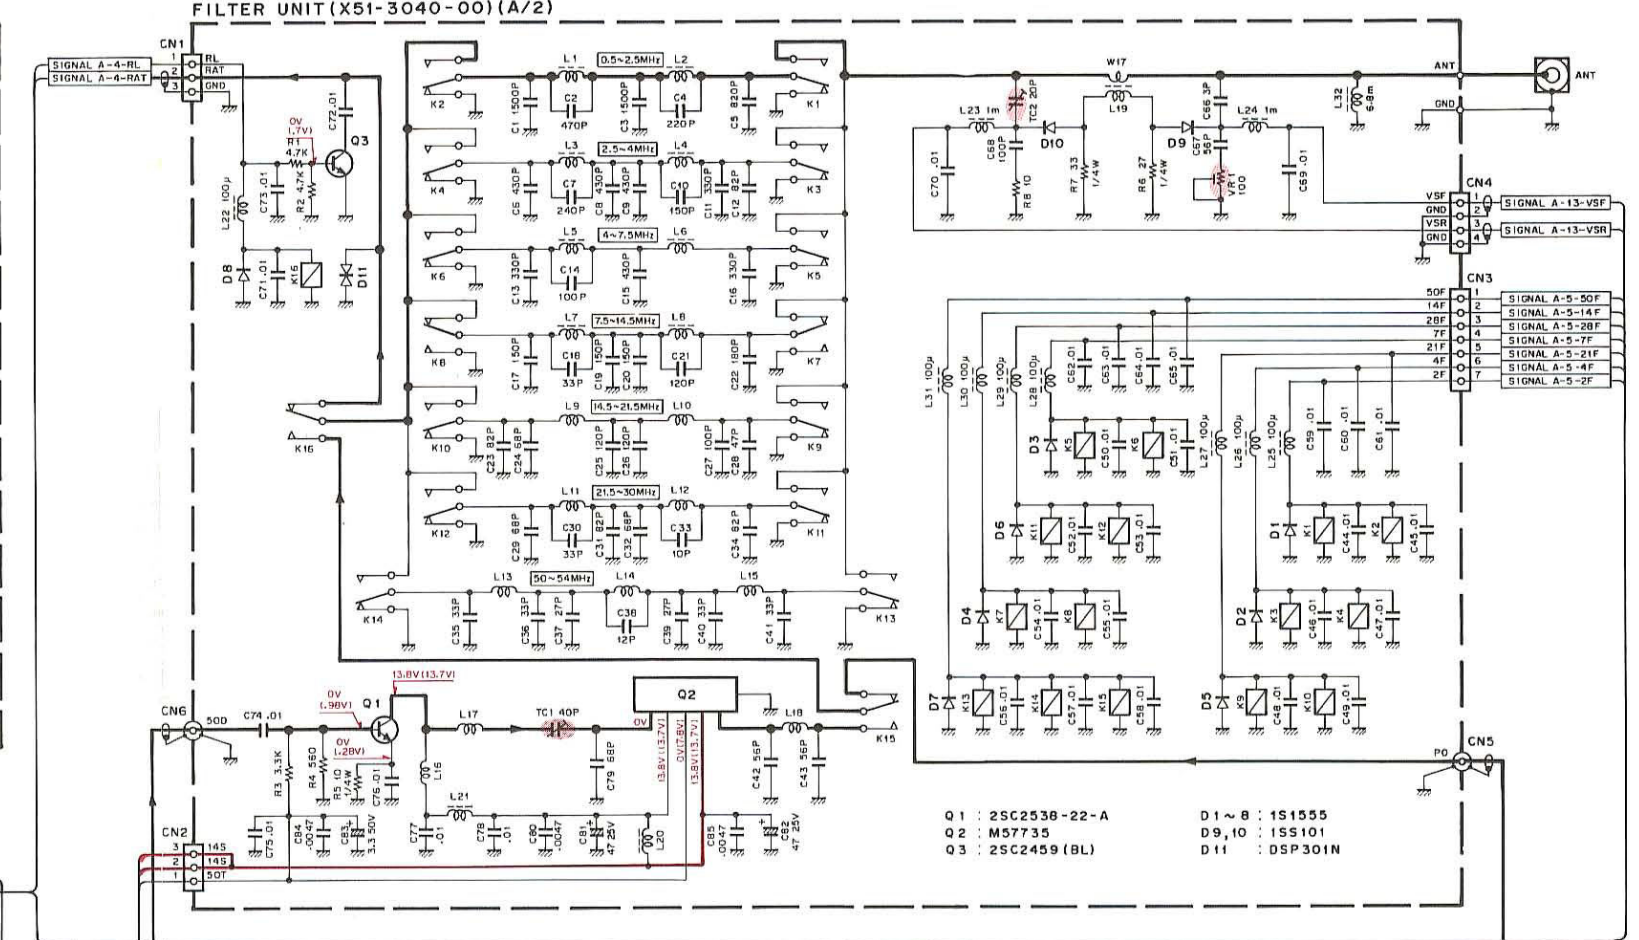 FILTER UNIT (X51-3040-00) (A/2)
CN1
SIGNAL A-4-RL
SIGNAL A-4-RAT
1 RL
2 RAT
3 GND
C72 .01
0V
(.7V)
R1
4.7K
Q3
L22 100μ
C73 .01
R2 4.7K
D8
C71 .01
K16
D11
K16
K2
L1
0.5~2.5MHz
L2
K1
C1 1500P
C2
470P
C3 1500P
C4
220P
C5 820P
K4
L3
2.5~4MHz
L4
K3
C6 430P
C7
240P
C8 430P
C9 430P
C10
150P
C11 330P
C12 82P
K6
L5
4~7.5MHz
L6
K5
C13 330P
C14
100P
C15 430P
C16 330P
K8
L7
7.5~14.5MHz
L8
K7
C17 150P
C18
33P
C19 150P
C20 150P
C21
120P
C22 180P
K10
L9
14.5~21.5MHz
L10
K9
C23 82P
C24 68P
C25 120P
C26 120P
C27 100P
C28 47P
K12
L11
21.5~30MHz
L12
K11
C29 68P
C30
33P
C31 82P
C32 68P
C33
10P
C34 82P
K14
L13
50~54MHz
L14
L15
K13
C35 33P
C36 33P
C37 27P
C38
12P
C39 27P
C40 33P
C41 33P
W17
L19
TC2 20P
L23 1m
C70 .01
C68 100P
R8 10
D10
R7 33
1/4W
R6 27
1/4W
D9
C66 3P
C67
56P
VR1
100
L24 1m
C69 .01
L32
6.8m
ANT
GND
ANT
CN4
VSF 1
GND 2
VSR 3
GND 4
SIGNAL A-13-VSF
SIGNAL A-13-VSR
CN3
50F 1
14F 2
28F 3
7F 4
21F 5
4F 6
2F 7
SIGNAL A-5-50F
SIGNAL A-5-14F
SIGNAL A-5-28F
SIGNAL A-5-7F
SIGNAL A-5-21F
SIGNAL A-5-4F
SIGNAL A-5-2F
L31 100μ
L30 100μ
L29 100μ
L28 100μ
C62 .01
C63 .01
C64 .01
C65 .01
L27 100μ
L26 100μ
L25 100μ
C59 .01
C60 .01
C61 .01
D3
K5
C50 .01
K6
C51 .01
D6
K11
C52 .01
K12
C53 .01
D1
K1
C44 .01
K2
C45 .01
D4
K7
C54 .01
K8
C55 .01
D2
K3
C46 .01
K4
C47 .01
D7
K13
C56 .01
K14
C57 .01
K15
C58 .01
D5
K9
C48 .01
K10
C49 .01
CN6
50D
C74 .01
0V
(.98V)
Q1
13.8V(13.7V)
0V
(.28V)
R3 3.3K
R4 560
R5 10
1/4W
C76 .01
L16
L17
TC1 40P
C79 68P
0V
Q2
13.8V(13.7V)
0V(7.8V)
13.8V(13.7V)
L18
C42 56P
C43 56P
K15
CN5
PO
L21
C75 .01
C84
.0047
C83
3.3 50V
C77
.01
C78
.01
C80
.0047
C81
47 25V
L20
C85
.0047
C82
47 25V
CN2
3 14S
2 14S
1 50T
Q1 : 2SC2538-22-A
Q2 : M57735
Q3 : 2SC2459(BL)
D1~8 : 1S1555
D9,10 : 1SS101
D11 : DSP301N